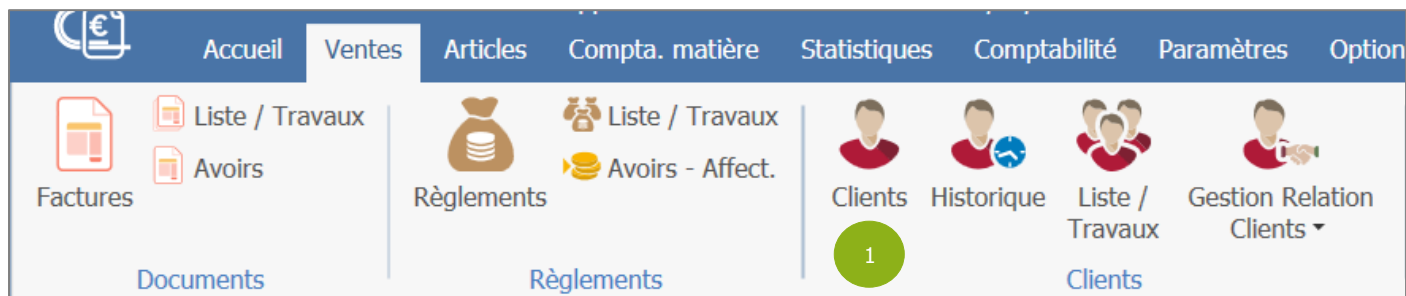 Accueil Ventes Articles Compta. matière Statistiques Comptabilité Paramètres Option
Liste / Travaux
Avoirs
Factures
Documents
Liste / Travaux
Avoirs - Affect.
Règlements
Règlements
Clients
Historique
Liste /
Travaux
Gestion Relation
Clients
1
Clients